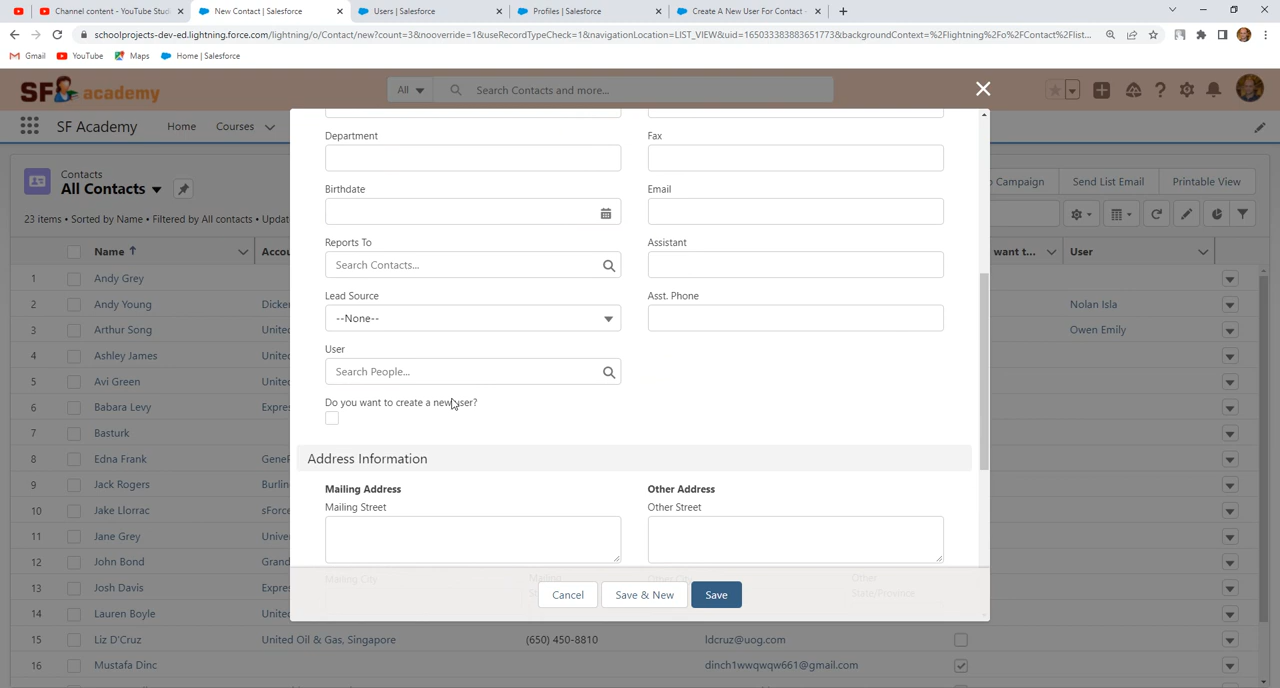 Channel content - YouTube Stud
New Contact | Salesforce
Users | Salesforce
Profiles | Salesforce
Create A New User For Contact -
schoolprojects-dev-ed.lightning.force.com/lightning/o/Contact/new?count=3&nooverride=1&useRecordTypeCheck=1&navigationLocation=LIST_VIEW&uid=165033383883651773&backgroundContext=%2Flightning%2Fo%2FContact%2Flist...
Gmail
YouTube
Maps
Home | Salesforce
SF academy
All
Search Contacts and more...
SF Academy
Home
Courses
Contacts
All Contacts
Campaign
Send List Email
Printable View
23 items • Sorted by Name • Filtered by All contacts • Updat
Name
Accou
want t...
User
1 Andy Grey
2 Andy Young Dicke Nolan Isla
3 Arthur Song Unite Owen Emily
4 Ashley James Unite
5 Avi Green Unite
6 Babara Levy Expre
7 Basturk
8 Edna Frank GeneP
9 Jack Rogers Burlin
10 Jake Llorrac sForce
11 Jane Grey Univer
12 John Bond Grand
13 Josh Davis Expre
14 Lauren Boyle Unite
15 Liz D'Cruz United Oil & Gas, Singapore (650) 450-8810 ldcruz@uog.com
16 Mustafa Dinc dinch1wwqwqw661@gmail.com
Department
Fax
Birthdate
Email
Reports To
Search Contacts...
Assistant
Lead Source
--None--
Asst. Phone
User
Search People...
Do you want to create a new user?
Address Information
Mailing Address
Other Address
Mailing Street
Other Street
Mailing City
Mailing
Other
State/Province
Cancel
Save & New
Save